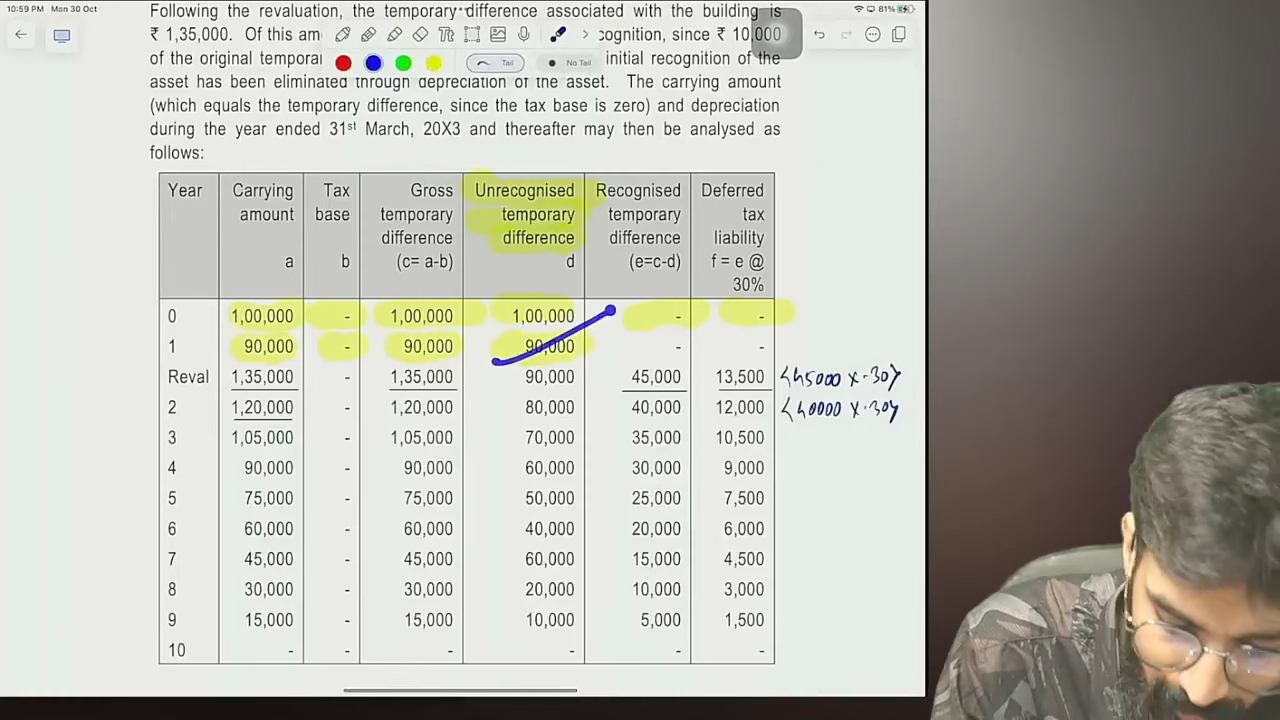 10:59 PM Mon 30 Oct
81%
Following the revaluation, the temporary difference associated with the building is
₹ 1,35,000. Of this am cognition, since ₹ 10,000
of the original tempora initial recognition of the
asset has been eliminated through depreciation of the asset. The carrying amount
(which equals the temporary difference, since the tax base is zero) and depreciation
during the year ended 31st March, 20X3 and thereafter may then be analysed as
follows:
Tt
Tail
No Tail
Year Carrying amount a Tax base b Gross temporary difference (c= a-b) Unrecognised temporary difference d Recognised temporary difference (e=c-d) Deferred tax liability f = e @ 30%
0 1,00,000 - 1,00,000 1,00,000 - -
1 90,000 - 90,000 90,000 - -
Reval 1,35,000 - 1,35,000 90,000 45,000 13,500 <45000 x .30>
2 1,20,000 - 1,20,000 80,000 40,000 12,000 <40000 x .30>
3 1,05,000 - 1,05,000 70,000 35,000 10,500
4 90,000 - 90,000 60,000 30,000 9,000
5 75,000 - 75,000 50,000 25,000 7,500
6 60,000 - 60,000 40,000 20,000 6,000
7 45,000 - 45,000 60,000 15,000 4,500
8 30,000 - 30,000 20,000 10,000 3,000
9 15,000 - 15,000 10,000 5,000 1,500
10 - - - - - -